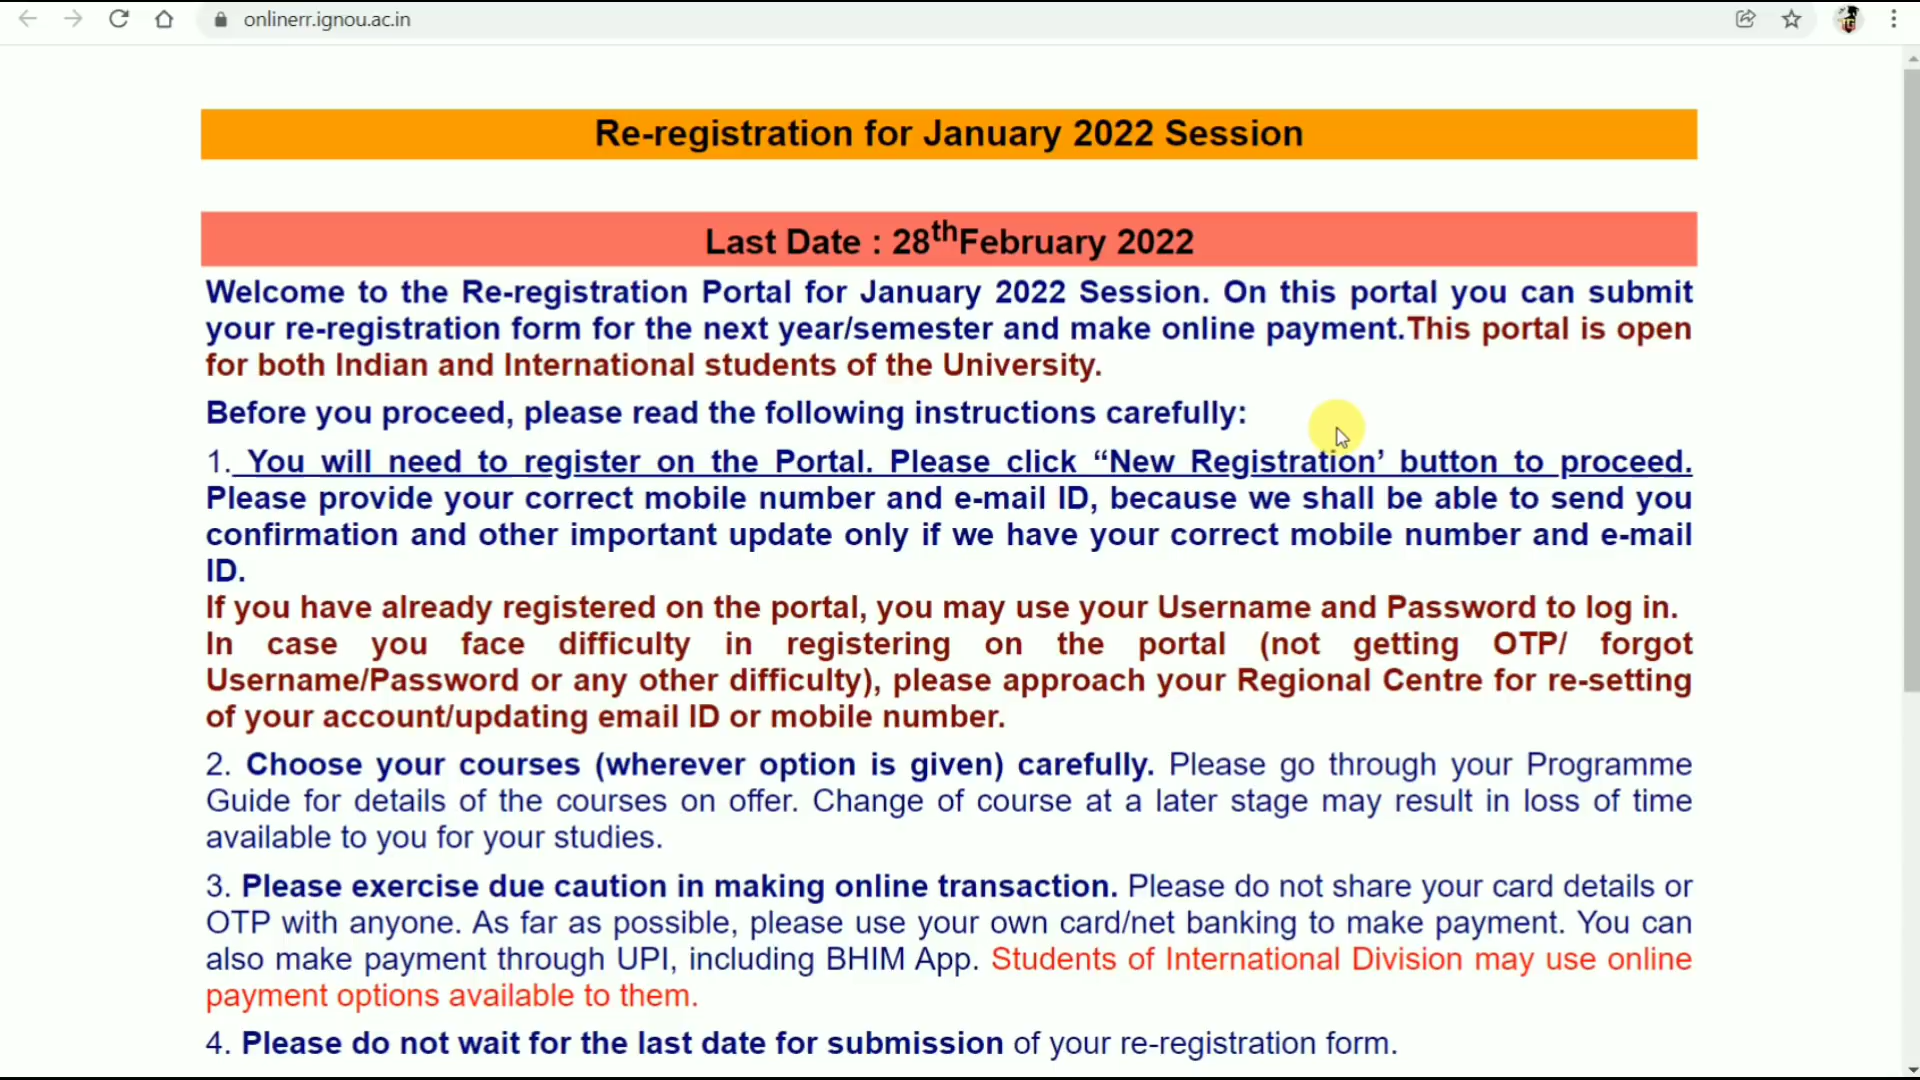 onlinerr.ignou.ac.in
Re-registration for January 2022 Session
Last Date : 28thFebruary 2022
Welcome to the Re-registration Portal for January 2022 Session. On this portal you can submit
your re-registration form for the next year/semester and make online payment.This portal is open
for both Indian and International students of the University.
Before you proceed, please read the following instructions carefully:
1. You will need to register on the Portal. Please click “New Registration’ button to proceed.
Please provide your correct mobile number and e-mail ID, because we shall be able to send you
confirmation and other important update only if we have your correct mobile number and e-mail
ID.
If you have already registered on the portal, you may use your Username and Password to log in.
In case you face difficulty in registering on the portal (not getting OTP/ forgot
Username/Password or any other difficulty), please approach your Regional Centre for re-setting
of your account/updating email ID or mobile number.
2. Choose your courses (wherever option is given) carefully. Please go through your Programme
Guide for details of the courses on offer. Change of course at a later stage may result in loss of time
available to you for your studies.
3. Please exercise due caution in making online transaction. Please do not share your card details or
OTP with anyone. As far as possible, please use your own card/net banking to make payment. You can
also make payment through UPI, including BHIM App. Students of International Division may use online
payment options available to them.
4. Please do not wait for the last date for submission of your re-registration form.